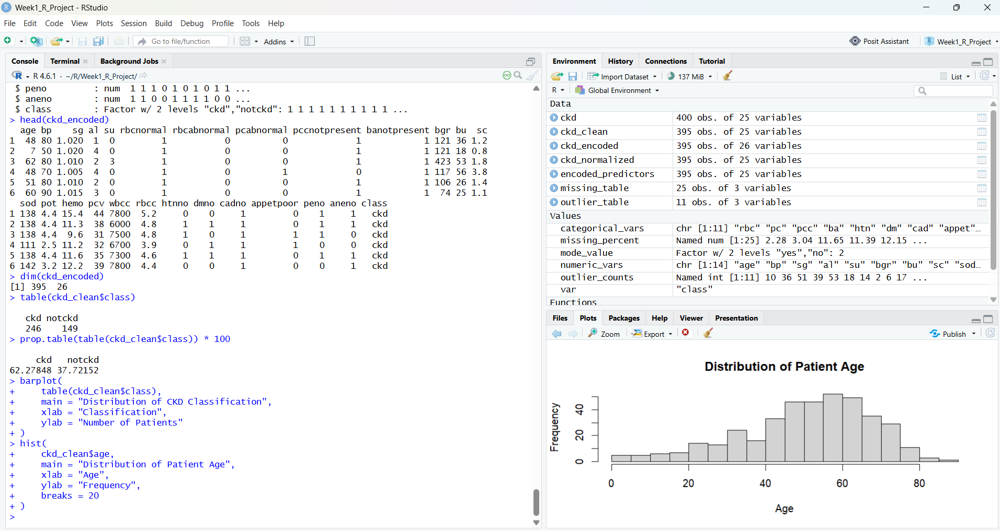 Week1_R_Project - RStudio
File Edit Code View Plots Session Build Debug Profile Tools Help
Go to file/function Addins Posit Assistant Week1_R_Project
Console Terminal Background Jobs
R 4.6.1 · ~/R/Week1_R_Project/
$ peno          : num  1 1 1 0 1 0 1 0 1 1 ...
$ aneno         : num  1 1 0 0 1 1 1 1 0 0 ...
$ class         : Factor w/ 2 levels "ckd","notckd": 1 1 1 1 1 1 1 1 1 1 ...
> head(ckd_encoded)
  age bp    sg al su rbcnormal rbcabnormal pcabnormal pccnotpresent banotpresent bgr bu  sc
1  48 80 1.020  1  0         1           0          0             1            1 121 36 1.2
2   7 50 1.020  4  0         1           0          0             1            1 121 18 0.8
3  62 80 1.010  2  3         1           0          0             1            1 423 53 1.8
4  48 70 1.005  4  0         1           0          1             0            1 117 56 3.8
5  51 80 1.010  2  0         1           0          0             1            1 106 26 1.4
6  60 90 1.015  3  0         1           0          0             1            1  74 25 1.1
  sod pot hemo pcv wbcc rbcc htnno dmno cadno appetpoor peno aneno class
1 138 4.4 15.4  44 7800  5.2     0    0     1         0    1     1   ckd
2 138 4.4 11.3  38 6000  4.8     1    1     1         0    1     1   ckd
3 138 4.4  9.6  31 7500  4.8     1    0     1         1    1     0   ckd
4 111 2.5 11.2  32 6700  3.9     0    1     1         1    0     0   ckd
5 138 4.4 11.6  35 7300  4.6     1    1     1         0    1     1   ckd
6 142 3.2 12.2  39 7800  4.4     0    0     1         0    0     1   ckd
> dim(ckd_encoded)
[1] 395  26
> table(ckd_clean$class)
   ckd notckd
   246    149
> prop.table(table(ckd_clean$class)) * 100
     ckd   notckd
62.27848 37.72152
> barplot(
+     table(ckd_clean$class),
+     main = "Distribution of CKD Classification",
+     xlab = "Classification",
+     ylab = "Number of Patients"
+ )
> hist(
+     ckd_clean$age,
+     main = "Distribution of Patient Age",
+     xlab = "Age",
+     ylab = "Frequency",
+     breaks = 20
+ )
>
Environment History Connections Tutorial
Import Dataset 137 MiB List
R Global Environment
Data
ckd 400 obs. of 25 variables
ckd_clean 395 obs. of 25 variables
ckd_encoded 395 obs. of 26 variables
ckd_normalized 395 obs. of 25 variables
encoded_predictors 395 obs. of 25 variables
missing_table 25 obs. of 3 variables
outlier_table 11 obs. of 3 variables
Values
categorical_vars chr [1:11] "rbc" "pc" "pcc" "ba" "htn" "dm" "cad" "appet"…
missing_percent Named num [1:25] 2.28 3.04 11.65 11.39 12.15 ...
mode_value Factor w/ 2 levels "yes","no": 2
numeric_vars chr [1:14] "age" "bp" "sg" "al" "su" "bgr" "bu" "sc" "sod…
outlier_counts Named int [1:11] 10 36 51 39 53 18 14 2 6 17 ...
var "class"
Functions
Files Plots Packages Help Viewer Presentation
Zoom Export Publish
Distribution of Patient Age
Frequency
0 20 40
0 20 40 60 80
Age